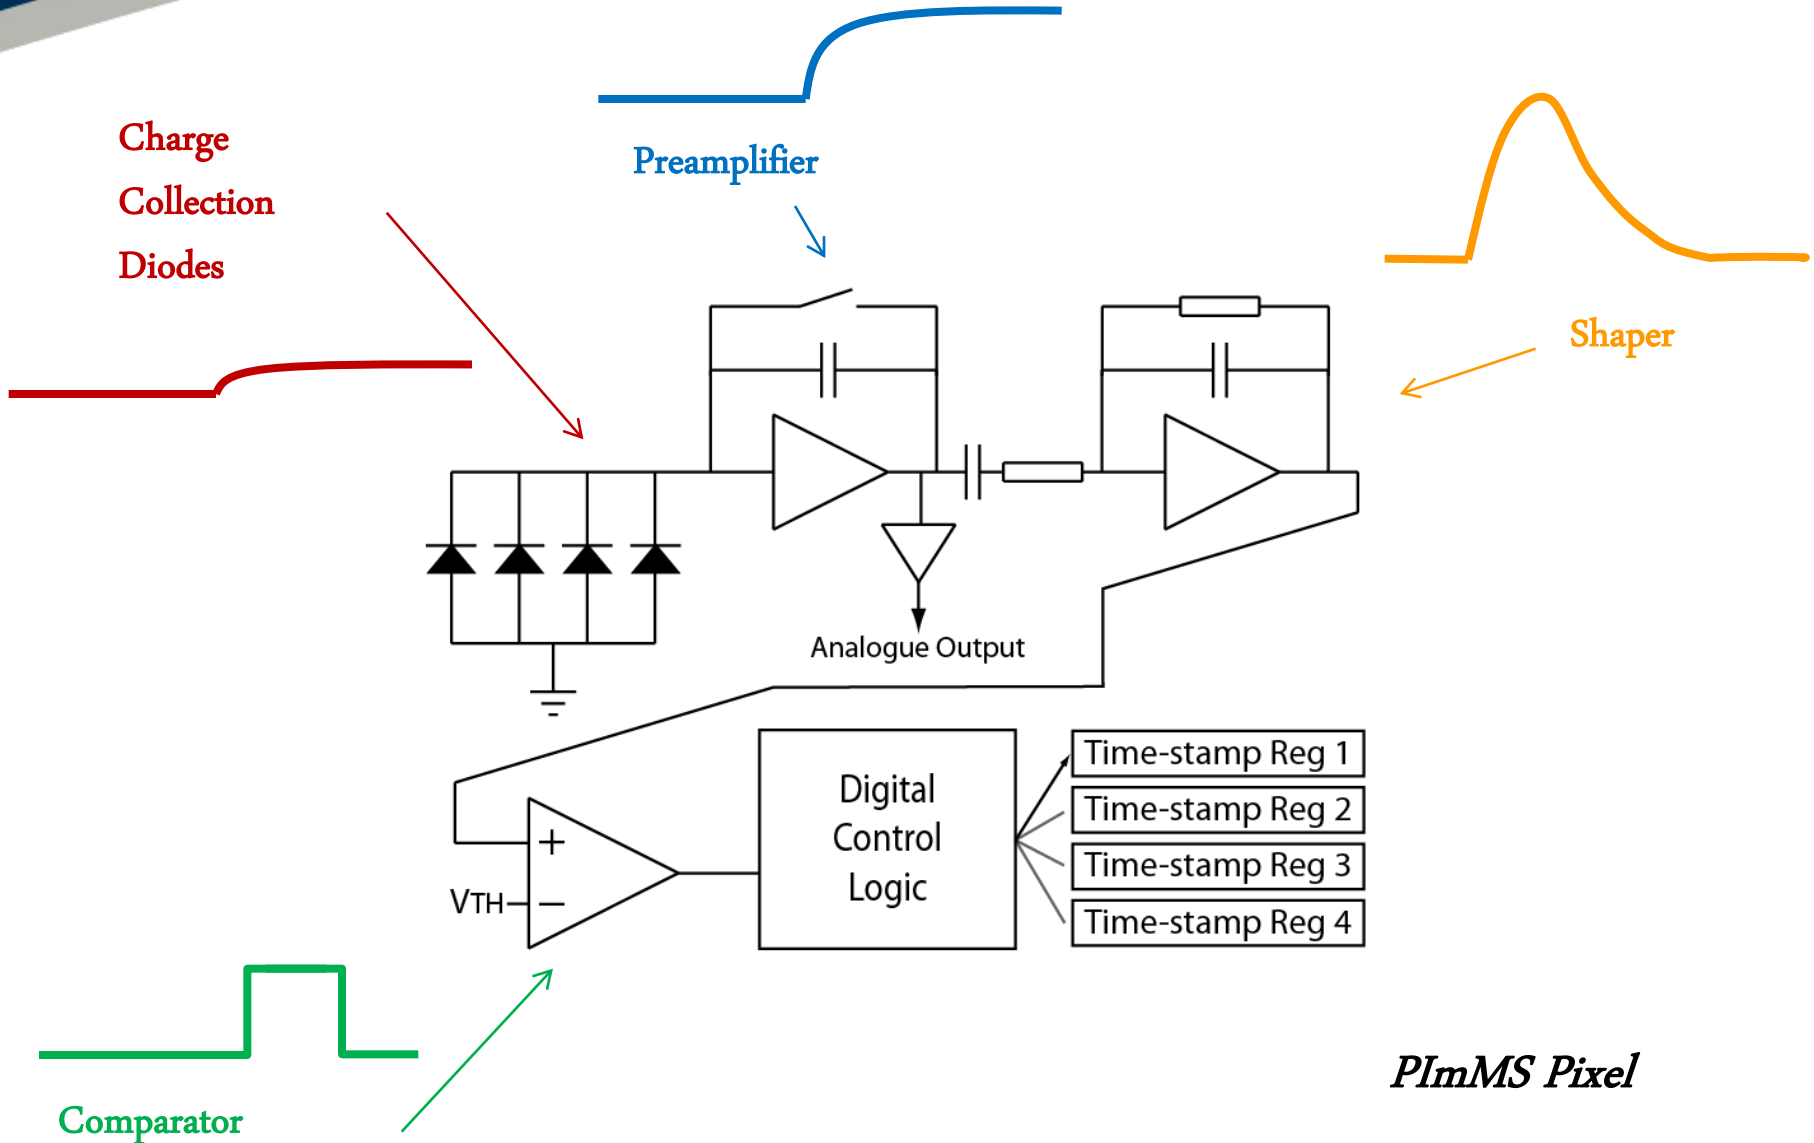 Charge
Collection
Diodes
Preamplifier
Shaper
Analogue Output
Digital
Control
Logic
Time-stamp Reg 1
Time-stamp Reg 2
Time-stamp Reg 3
Time-stamp Reg 4
+
VTH
−
Comparator
PImMS Pixel